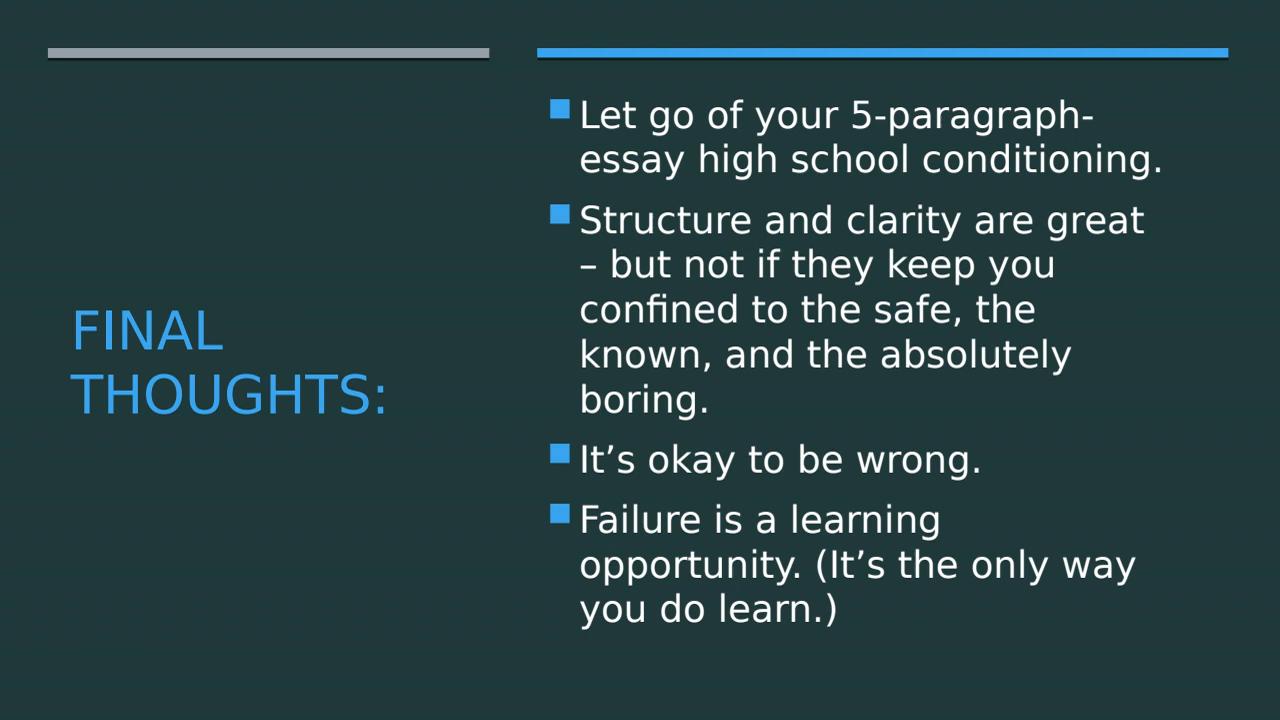 FINAL
THOUGHTS:
Let go of your 5-paragraph-
essay high school conditioning.
Structure and clarity are great
– but not if they keep you
confined to the safe, the
known, and the absolutely
boring.
It’s okay to be wrong.
Failure is a learning
opportunity. (It’s the only way
you do learn.)